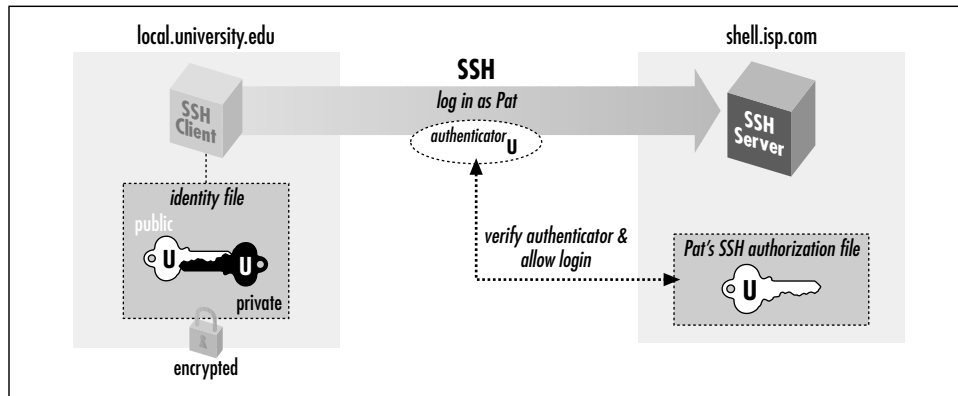 local.university.edu
shell.isp.com
SSH
log in as Pat
SSH
Client
authenticator U
SSH
Server
identity file
public
U
U
private
encrypted
verify authenticator &
allow login
Pat's SSH authorization file
U